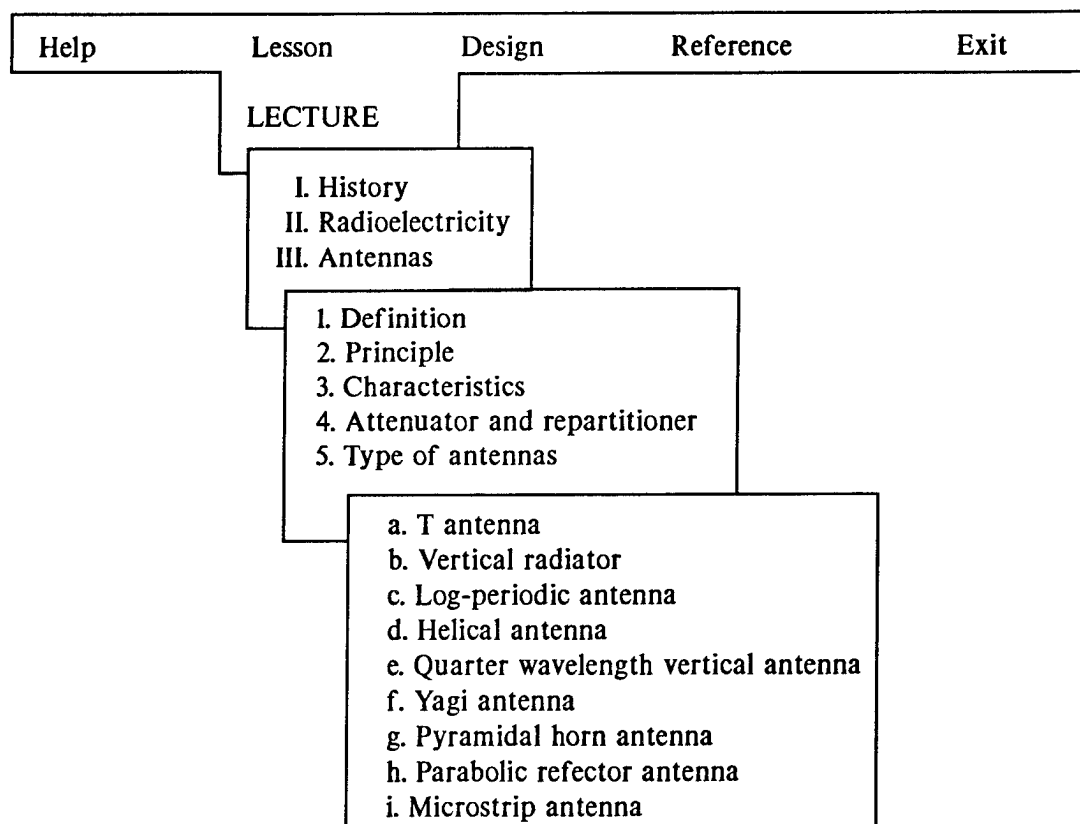 Help Lesson Design Reference Exit
LECTURE
I. History
II. Radioelectricity
III. Antennas
1. Definition
2. Principle
3. Characteristics
4. Attenuator and repartitioner
5. Type of antennas
a. T antenna
b. Vertical radiator
c. Log-periodic antenna
d. Helical antenna
e. Quarter wavelength vertical antenna
f. Yagi antenna
g. Pyramidal horn antenna
h. Parabolic refector antenna
i. Microstrip antenna